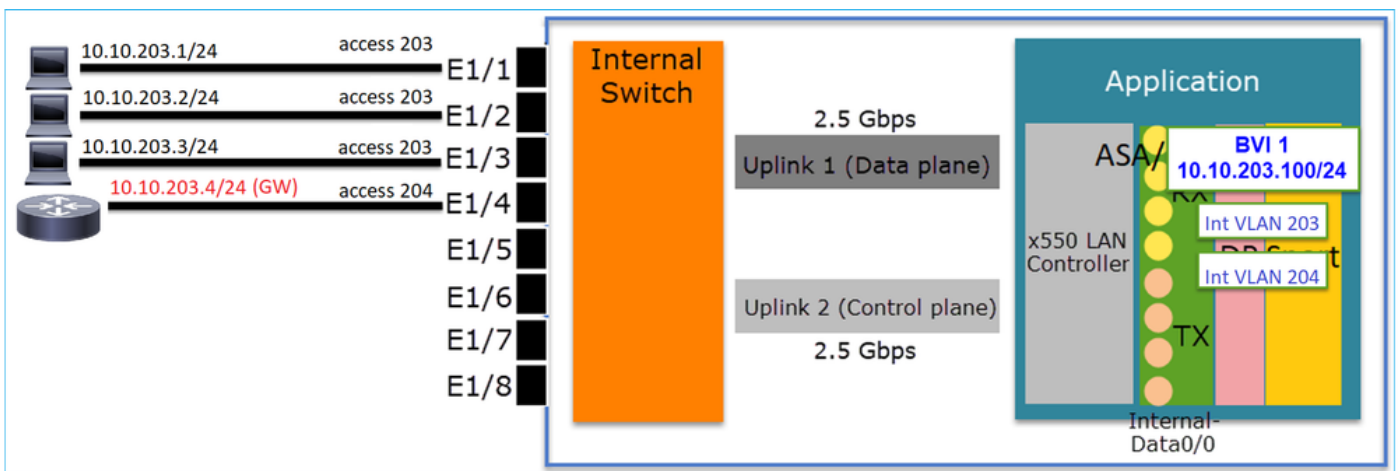 10.10.203.1/24
access 203
E1/1
10.10.203.2/24
access 203
E1/2
10.10.203.3/24
access 203
E1/3
10.10.203.4/24 (GW)
access 204
E1/4
E1/5
E1/6
E1/7
E1/8
Internal
Switch
2.5 Gbps
Uplink 1 (Data plane)
Uplink 2 (Control plane)
2.5 Gbps
Application
ASA/
BVI 1
10.10.203.100/24
RX
Int VLAN 203
x550 LAN
Controller
Int VLAN 204
TX
Internal-
Data0/0